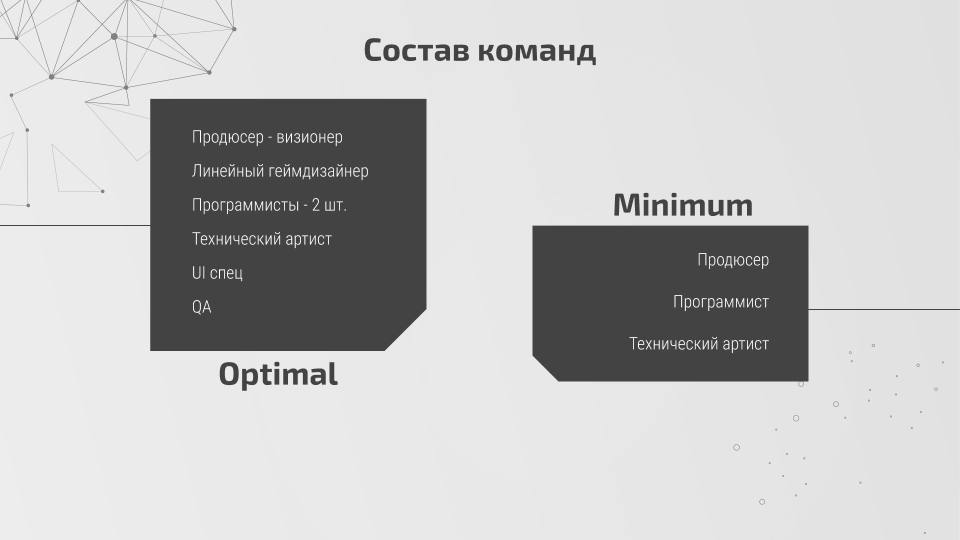 Состав команд
Продюсер - визионер
Линейный геймдизайнер
Программисты - 2 шт.
Технический артист
UI спец
QA
Optimal
Minimum
Продюсер
Программист
Технический артист